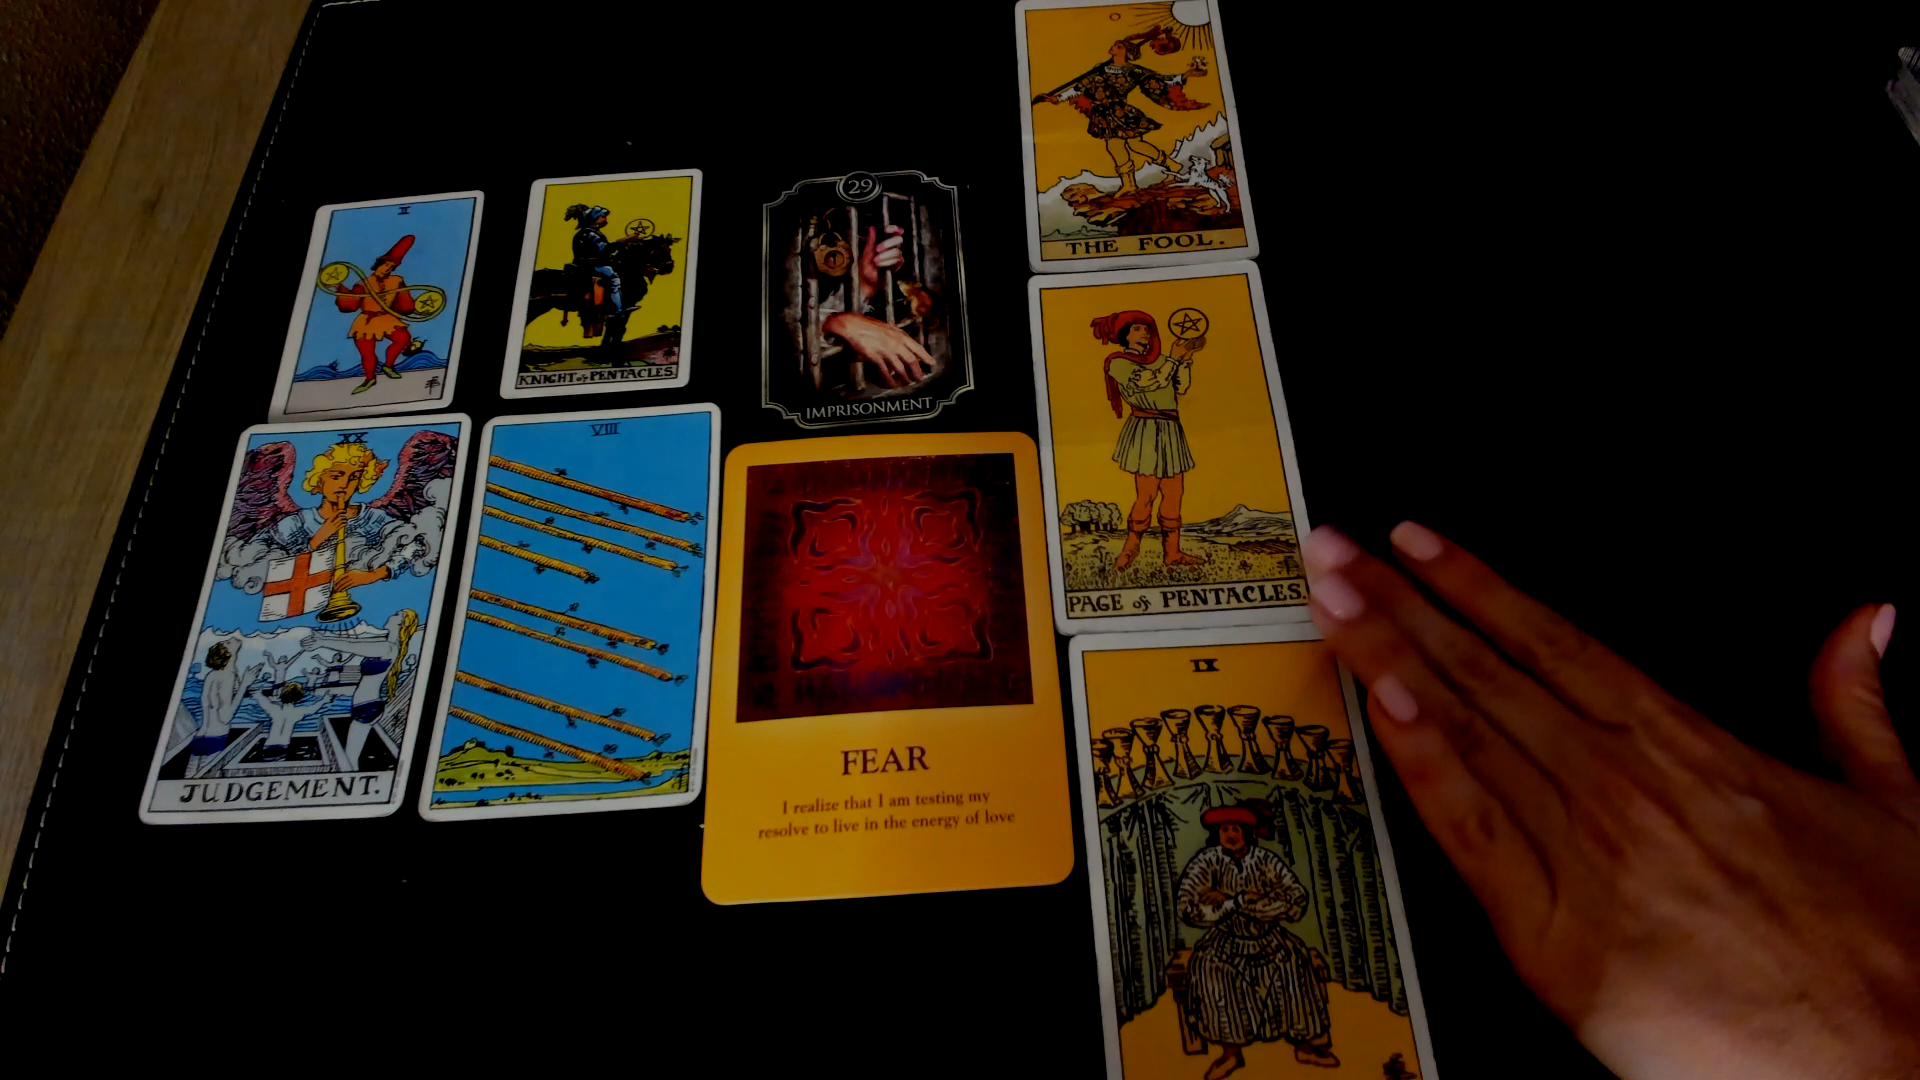 II
KNIGHT of PENTACLES.
29
IMPRISONMENT
THE FOOL.
XX
JUDGEMENT.
VIII
FEAR
I realize that I am testing my
resolve to live in the energy of love
PAGE of PENTACLES.
IX